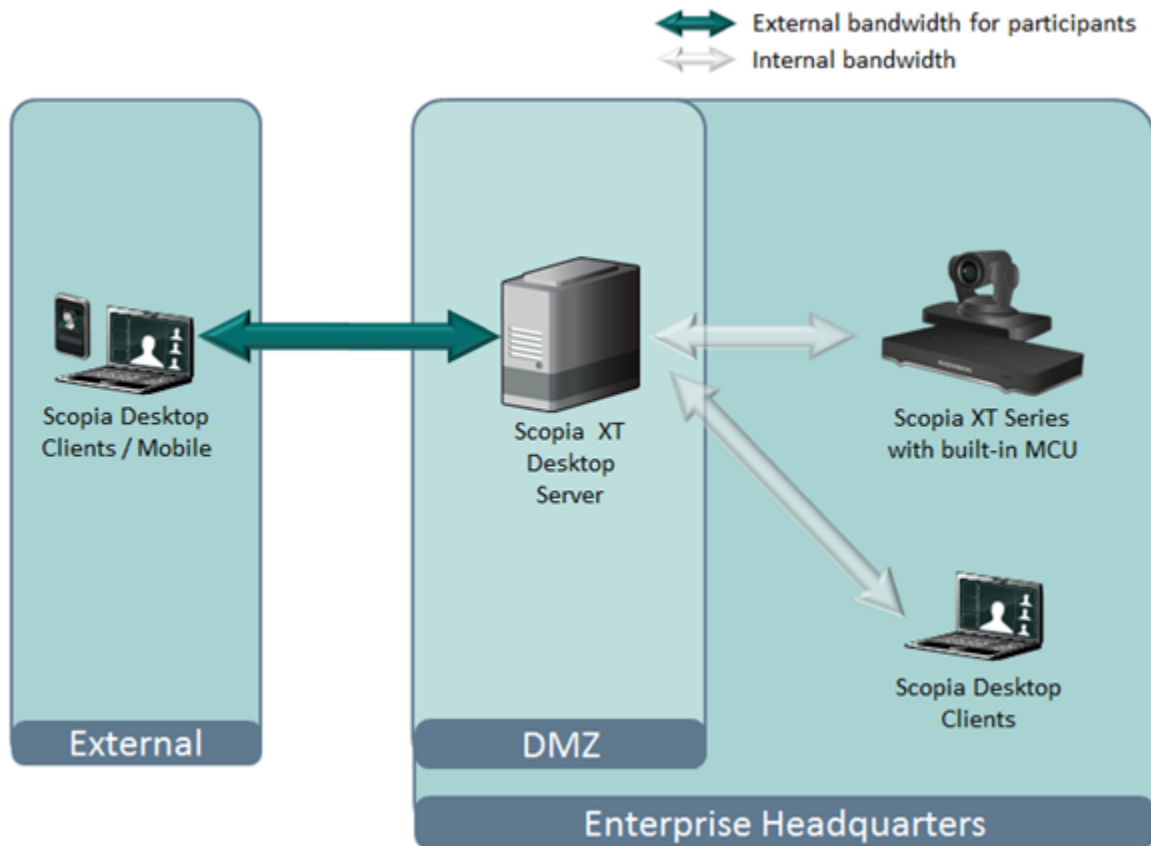 External bandwidth for participants
Internal bandwidth
Scopia Desktop
Clients / Mobile
Scopia XT
Desktop
Server
Scopia XT Series
with built-in MCU
Scopia Desktop
Clients
External
DMZ
Enterprise Headquarters